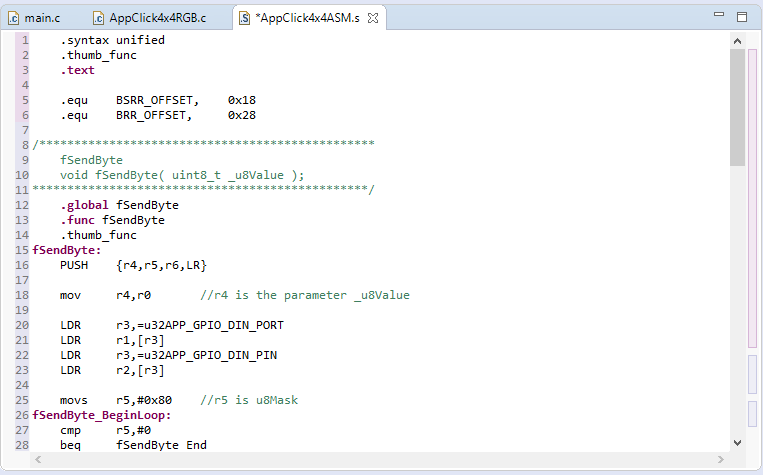 main.c AppClick4x4RGB.c *AppClick4x4ASM.s
1 .syntax unified
2 .thumb_func
3 .text
4
5 .equ BSRR_OFFSET, 0x18
6 .equ BRR_OFFSET, 0x28
7
8 /************************************************
9 fSendByte
10 void fSendByte( uint8_t _u8Value );
11 ************************************************/
12 .global fSendByte
13 .func fSendByte
14 .thumb_func
15 fSendByte:
16 PUSH {r4,r5,r6,LR}
17
18 mov r4,r0 //r4 is the parameter _u8Value
19
20 LDR r3,=u32APP_GPIO_DIN_PORT
21 LDR r1,[r3]
22 LDR r3,=u32APP_GPIO_DIN_PIN
23 LDR r2,[r3]
24
25 movs r5,#0x80 //r5 is u8Mask
26 fSendByte_BeginLoop:
27 cmp r5,#0
28 beq fSendByte End